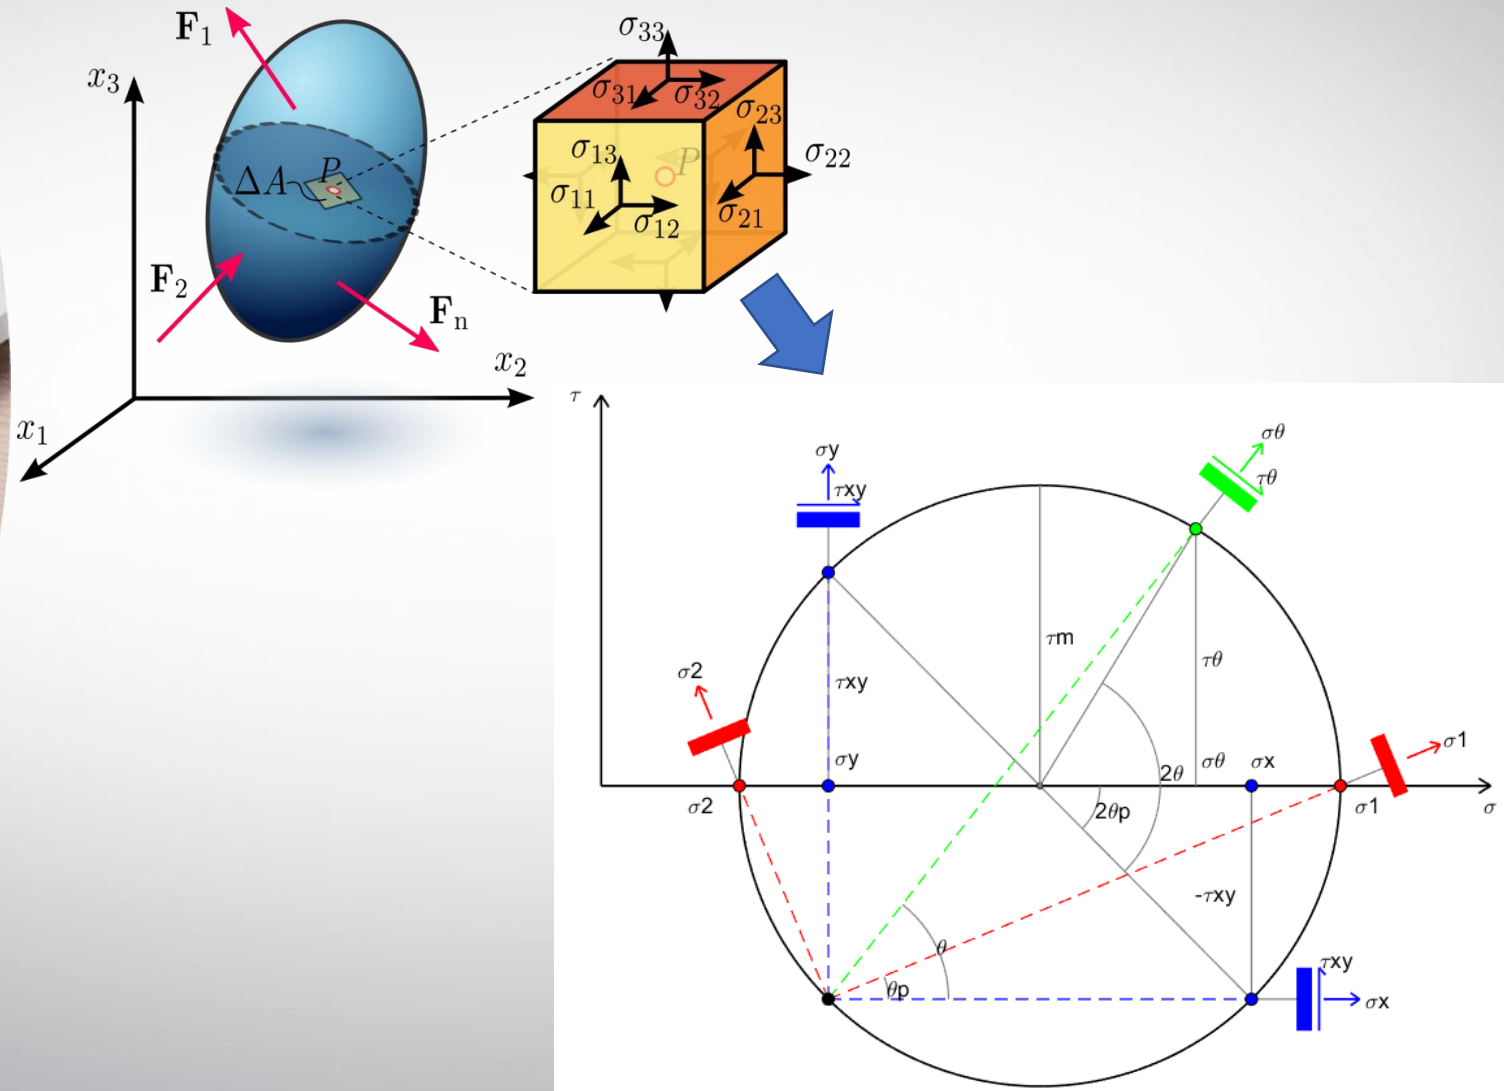 F₁
x₃
ΔA
P
F₂
Fₙ
x₂
x₁
σ₃₃
σ₃₁
σ₃₂
σ₂₃
σ₁₃
P
σ₂₂
σ₁₁
σ₁₂
σ₂₁
τ
σy
τxy
σθ
τθ
τm
τθ
σ2
τxy
σy
2θ
σθ
σx
σ1
σ2
2θp
σ1
σ
-τxy
θ
θp
τxy
σx